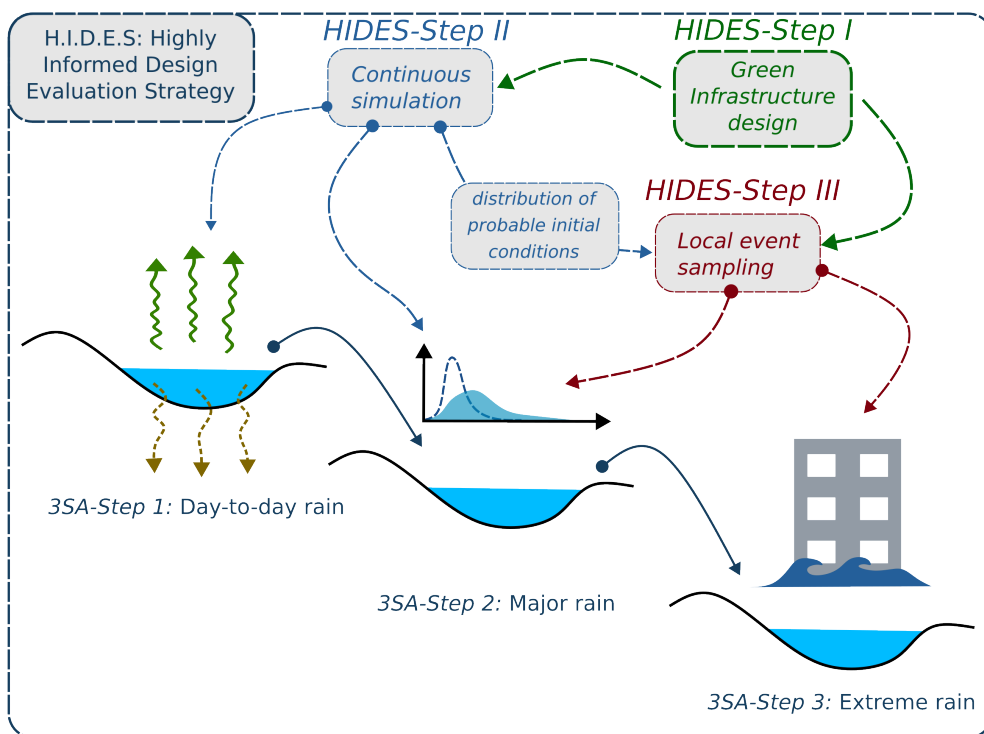 H.I.D.E.S: Highly
Informed Design
Evaluation Strategy
HIDES-Step II
Continuous
simulation
HIDES-Step I
Green
Infrastructure
design
distribution of
probable initial
conditions
HIDES-Step III
Local event
sampling
3SA-Step 1: Day-to-day rain
3SA-Step 2: Major rain
3SA-Step 3: Extreme rain